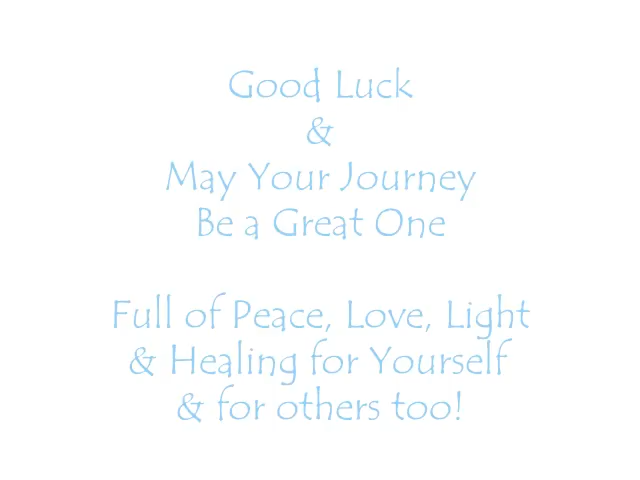 Good Luck
&
May Your Journey
Be a Great One
Full of Peace, Love, Light
& Healing for Yourself
& for others too!